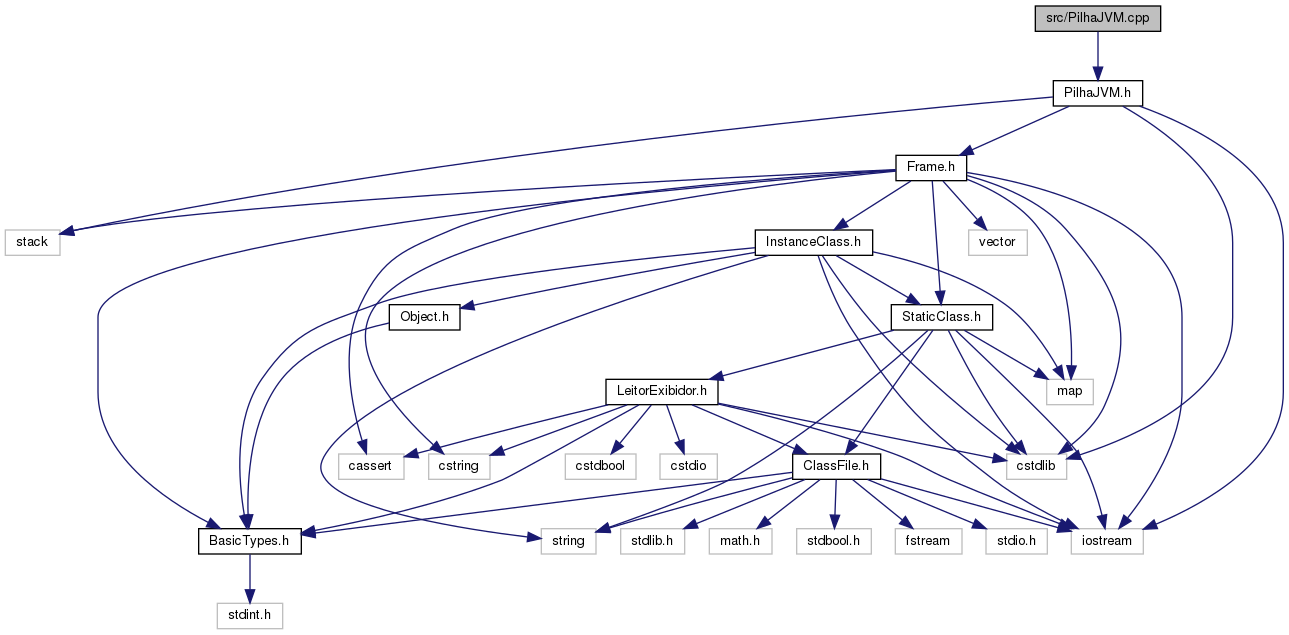 src/PilhaJVM.cpp
PilhaJVM.h
Frame.h
stack
InstanceClass.h
vector
Object.h
StaticClass.h
LeitorExibidor.h
map
cassert
cstring
cstdbool
cstdio
ClassFile.h
cstdlib
BasicTypes.h
string
stdlib.h
math.h
stdbool.h
fstream
stdio.h
iostream
stdint.h